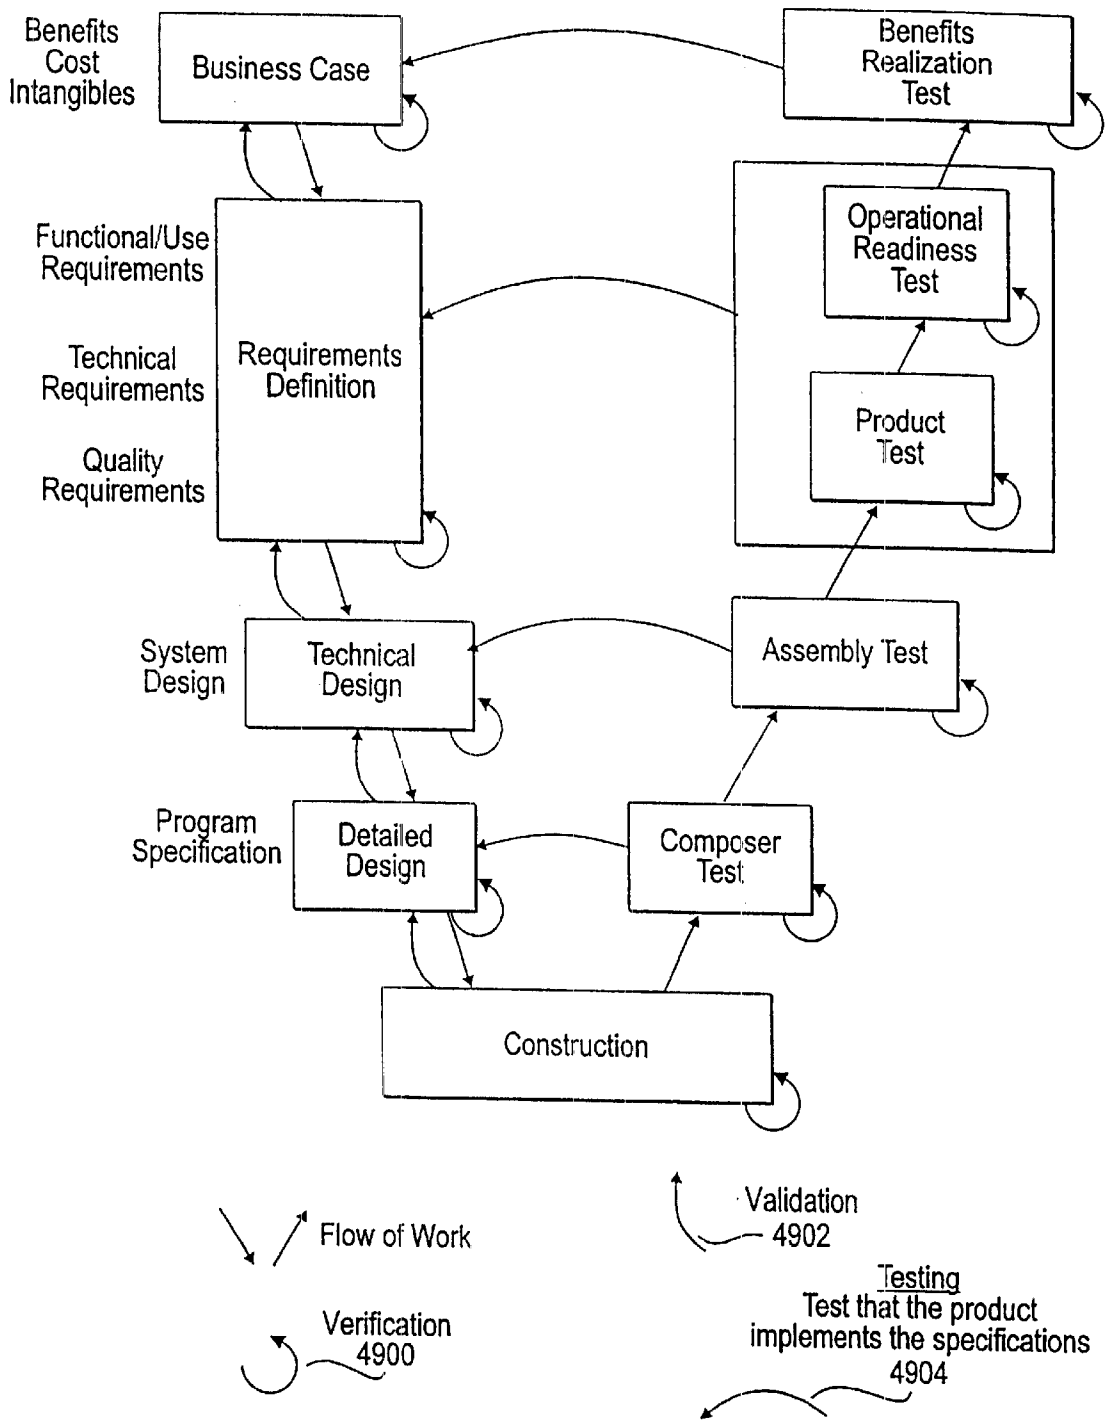 Benefits
Cost
Intangibles
Business Case
Benefits
Realization
Test
Functional/Use
Requirements
Technical
Requirements
Quality
Requirements
Requirements
Definition
Operational
Readiness
Test
Product
Test
System
Design
Technical
Design
Assembly Test
Program
Specification
Detailed
Design
Composer
Test
Construction
Flow of Work
Validation
4902
Verification
4900
Testing
Test that the product
implements the specifications
4904